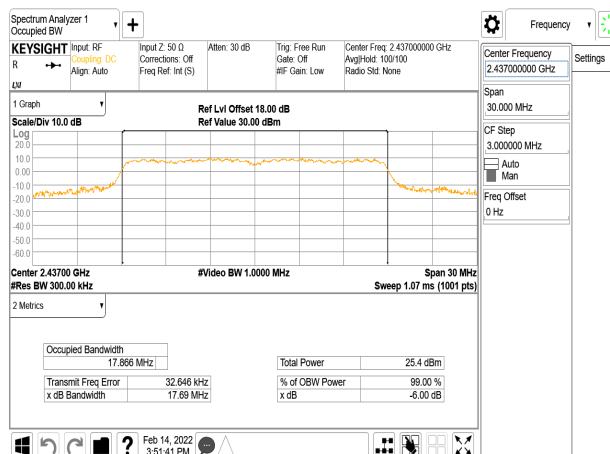 Spectrum Analyzer 1
Occupied BW
Frequency
KEYSIGHT
R
Input: RF
Coupling: DC
Align: Auto
Input Z: 50 Ω
Corrections: Off
Freq Ref: Int (S)
Atten: 30 dB
Trig: Free Run
Gate: Off
#IF Gain: Low
Center Freq: 2.437000000 GHz
Avg|Hold: 100/100
Radio Std: None
Center Frequency
2.437000000 GHz
Settings
Span
30.000 MHz
CF Step
3.000000 MHz
Auto
Man
Freq Offset
0 Hz
1 Graph
Scale/Div 10.0 dB
Ref Lvl Offset 18.00 dB
Ref Value 30.00 dBm
Log
20.0
10.0
0.00
-10.0
-20.0
-30.0
-40.0
-50.0
-60.0
Center 2.43700 GHz
#Video BW 1.0000 MHz
Span 30 MHz
#Res BW 300.00 kHz
Sweep 1.07 ms (1001 pts)
2 Metrics
Occupied Bandwidth
17.866 MHz
Total Power 25.4 dBm
Transmit Freq Error 32.646 kHz
% of OBW Power 99.00 %
x dB Bandwidth 17.69 MHz
x dB -6.00 dB
Feb 14, 2022
3:51:41 PM